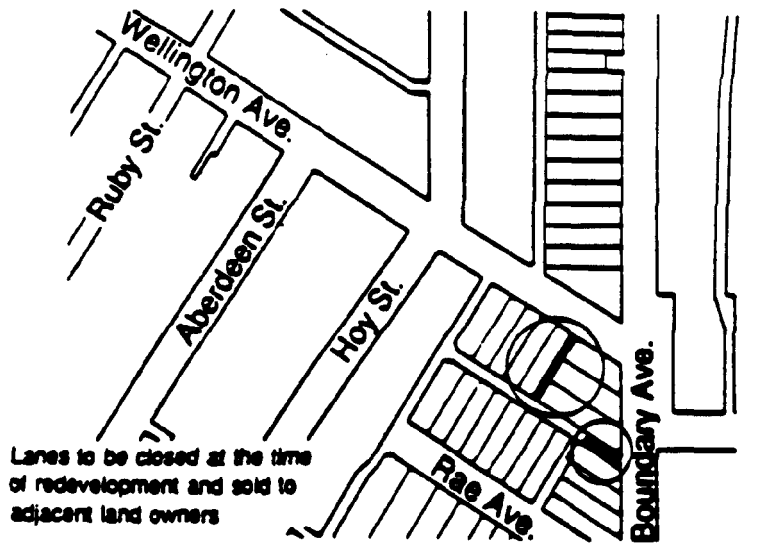 Wellington Ave.
Ruby St.
Aberdeen St.
Hoy St.
Boundary Ave.
Rae Ave.
Lanes to be closed at the time
of redevelopment and sold to
adjacent land owners